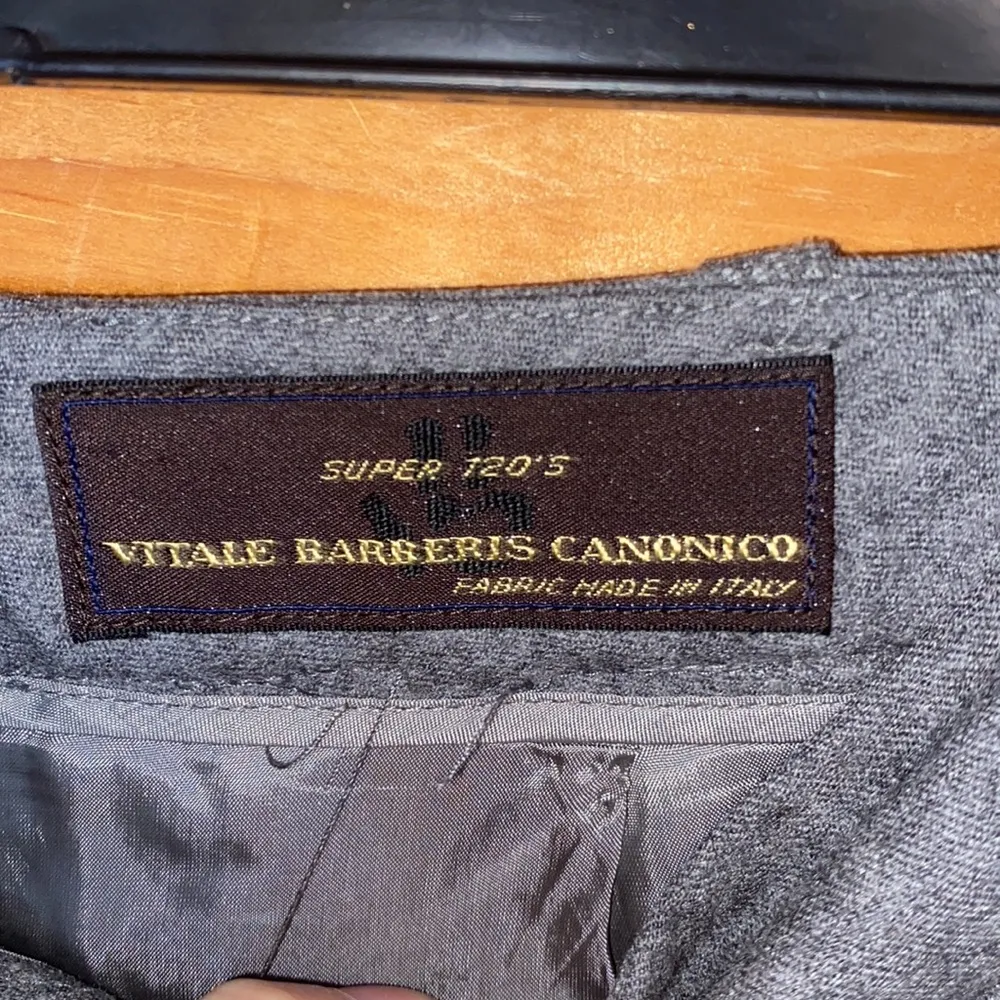 SUPER 120'S
VITALE BARBERIS CANONICO
FABRIC MADE IN ITALY